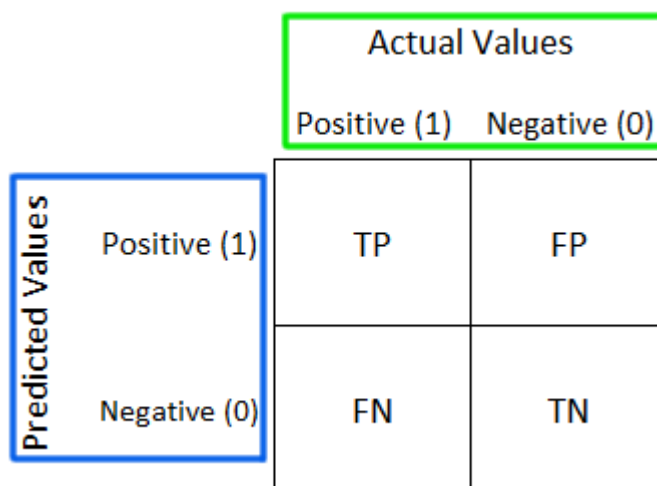 Actual Values
Positive (1) Negative (0)
Predicted Values
Positive (1) TP FP
Negative (0) FN TN